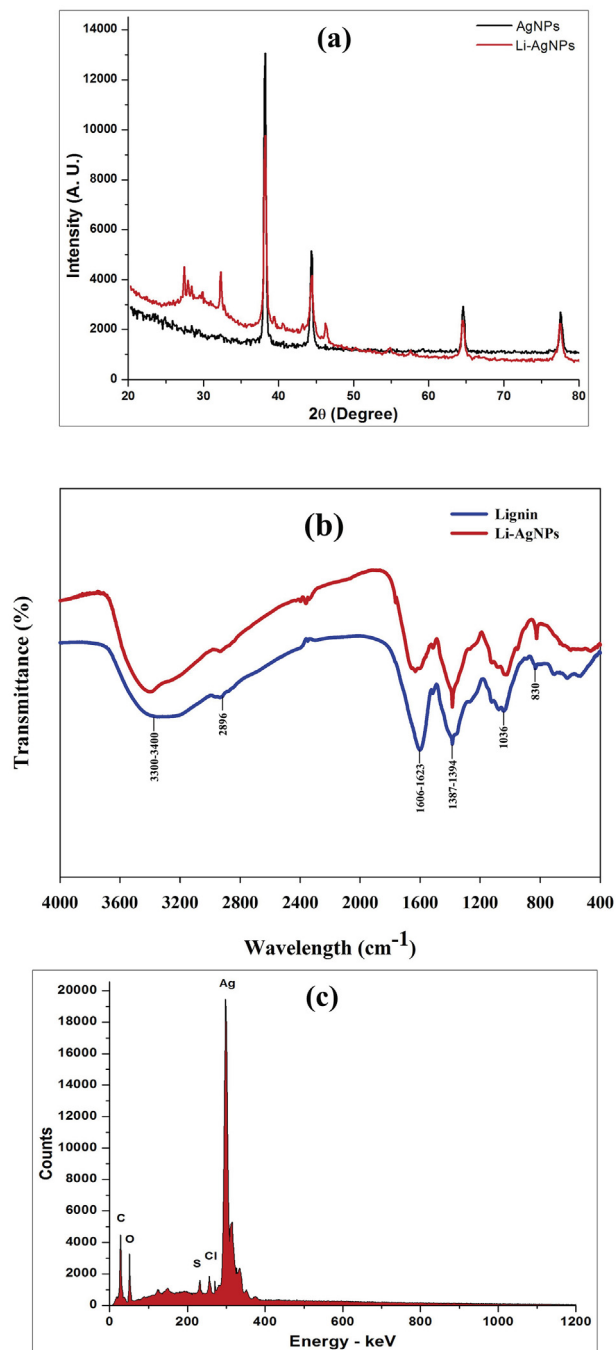 (a)
AgNPs
Li-AgNPs
14000
12000
10000
8000
6000
4000
2000
0
Intensity (A. U.)
20 30 40 50 60 70 80
2θ (Degree)
(b)
Lignin
Li-AgNPs
Transmittance (%)
3300-3400
2896
1606-1623
1387-1394
1036
830
4000 3600 3200 2800 2400 2000 1600 1200 800 400
Wavelength (cm⁻¹)
(c)
Ag
20000
18000
16000
14000
12000
10000
8000
6000
4000
2000
0
Counts
C
O
S
Cl
0 200 400 600 800 1000 1200
Energy - keV